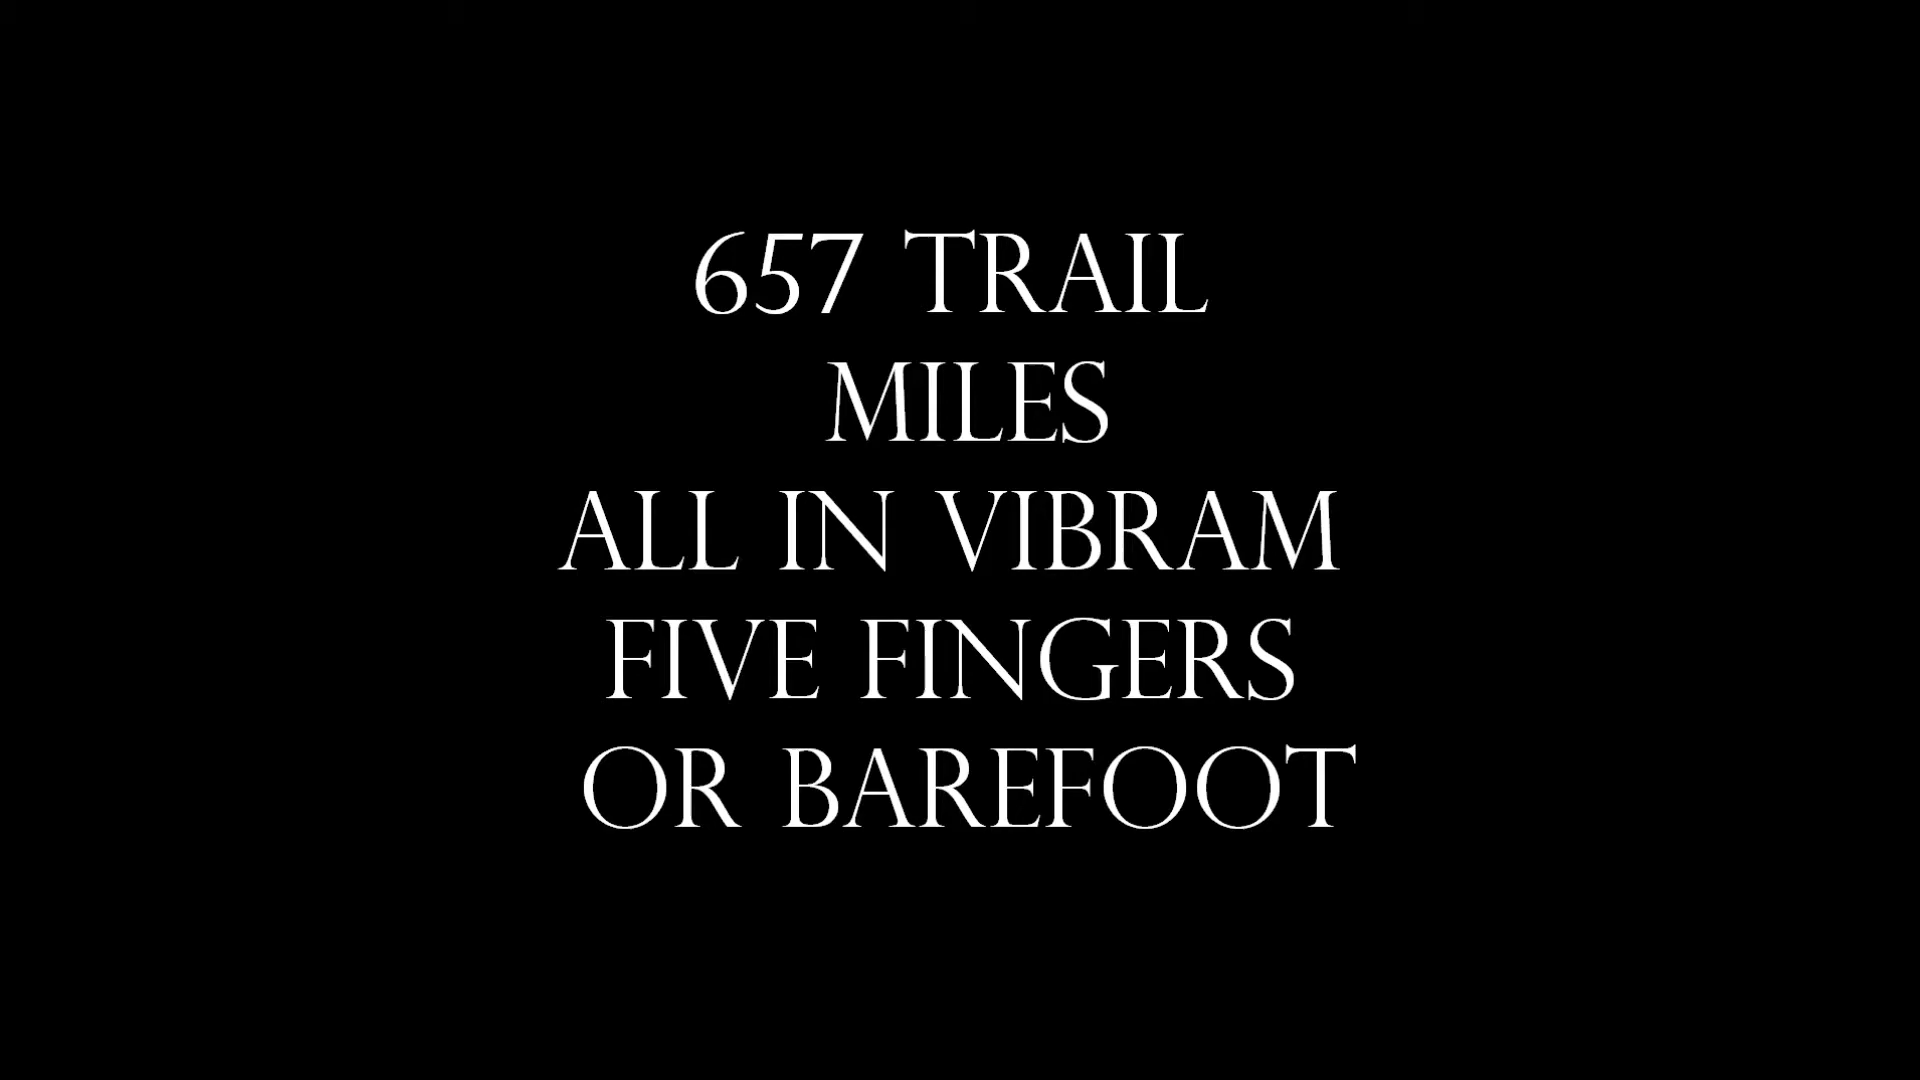 657 TRAIL
MILES
ALL IN VIBRAM
FIVE FINGERS
OR BAREFOOT